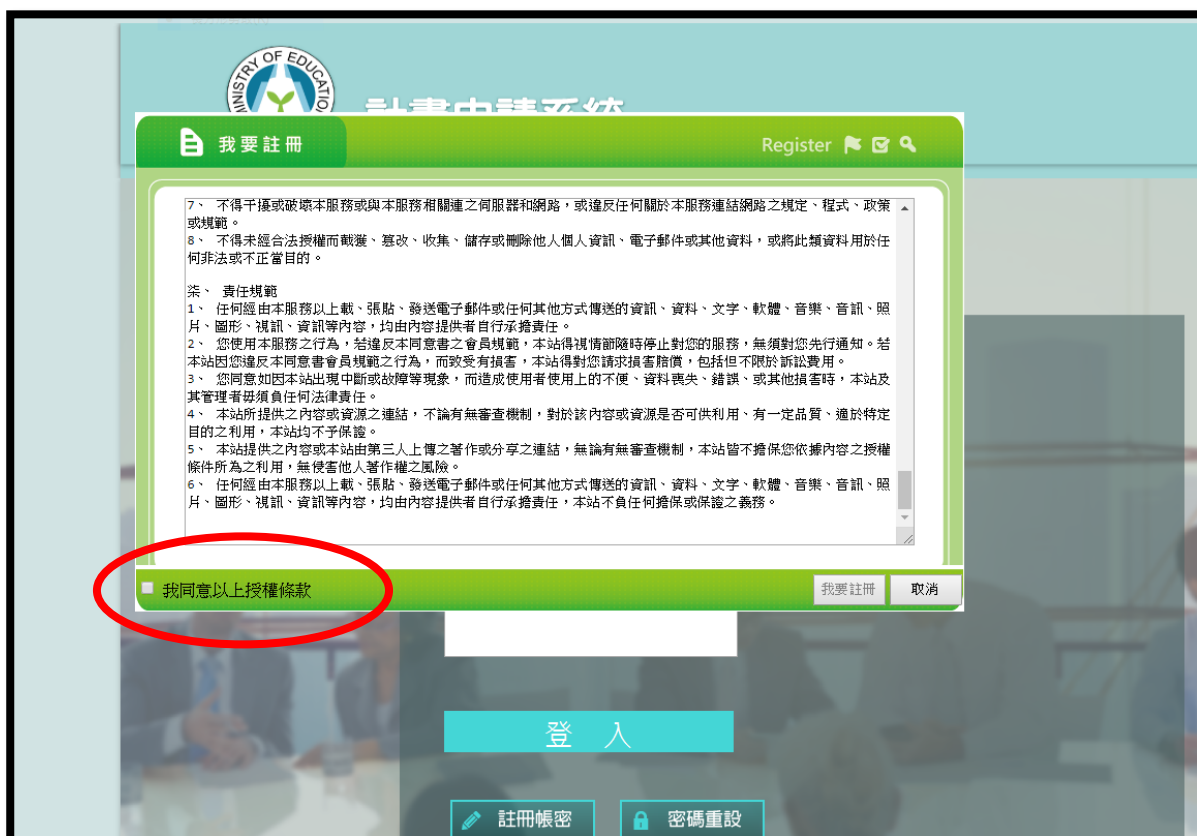 MINISTRY OF EDUCATION
計畫申請系統
我要註冊
Register
7、 不得干擾或破壞本服務或與本服務相關連之伺服器和網路，或違反任何關於本服務連結網路之規定、程式、政策
或規範。
8、 不得未經合法授權而截獲、篡改、收集、儲存或刪除他人個人資訊、電子郵件或其他資料，或將此類資料用於任
何非法或不正當目的。
柒、 責任規範
1、 任何經由本服務以上載、張貼、發送電子郵件或任何其他方式傳送的資訊、資料、文字、軟體、音樂、音訊、照
片、圖形、視訊、資訊等內容，均由內容提供者自行承擔責任。
2、 您使用本服務之行為，若違反本同意書之會員規範，本站得視情節隨時停止對您的服務，無須對您先行通知。若
本站因您違反本同意書會員規範之行為，而致受有損害，本站得對您請求損害賠償，包括但不限於訴訟費用。
3、 您同意如因本站出現中斷或故障等現象，而造成使用者使用上的不便、資料喪失、錯誤、或其他損害時，本站及
其管理者毋須負任何法律責任。
4、 本站所提供之內容或資源之連結，不論有無審查機制，對於該內容或資源是否可供利用、有一定品質、適於特定
目的之利用，本站均不予保證。
5、 本站提供之內容或本站由第三人上傳之著作或分享之連結，無論有無審查機制，本站皆不擔保您依據內容之授權
條件所為之利用，無侵害他人著作權之風險。
6、 任何經由本服務以上載、張貼、發送電子郵件或任何其他方式傳送的資訊、資料、文字、軟體、音樂、音訊、照
片、圖形、視訊、資訊等內容，均由內容提供者自行承擔責任，本站不負任何擔保或保證之義務。
我同意以上授權條款
我要註冊
取消
登 入
註冊帳密
密碼重設